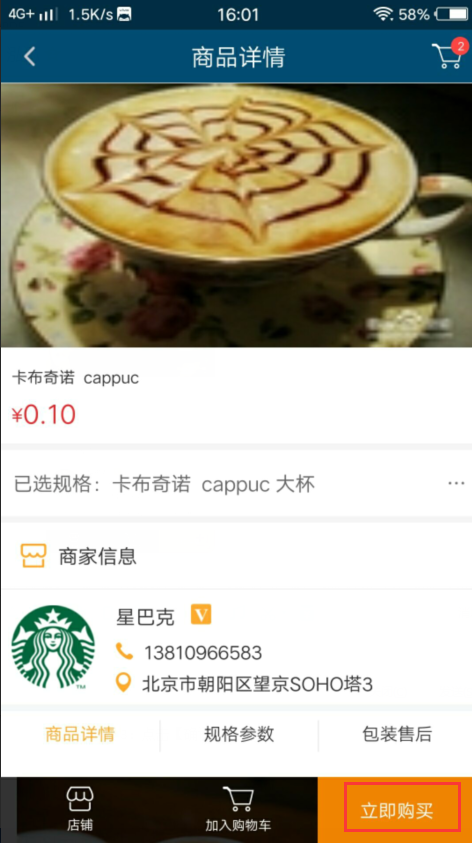 4G+ 1.5K/s 16:01 58%
商品详情 2
卡布奇诺 cappuc
¥0.10
已选规格：卡布奇诺 cappuc 大杯 ...
商家信息
星巴克 V
13810966583
北京市朝阳区望京SOHO塔3
TM
商品详情 规格参数 包装售后
店铺 加入购物车 立即购买